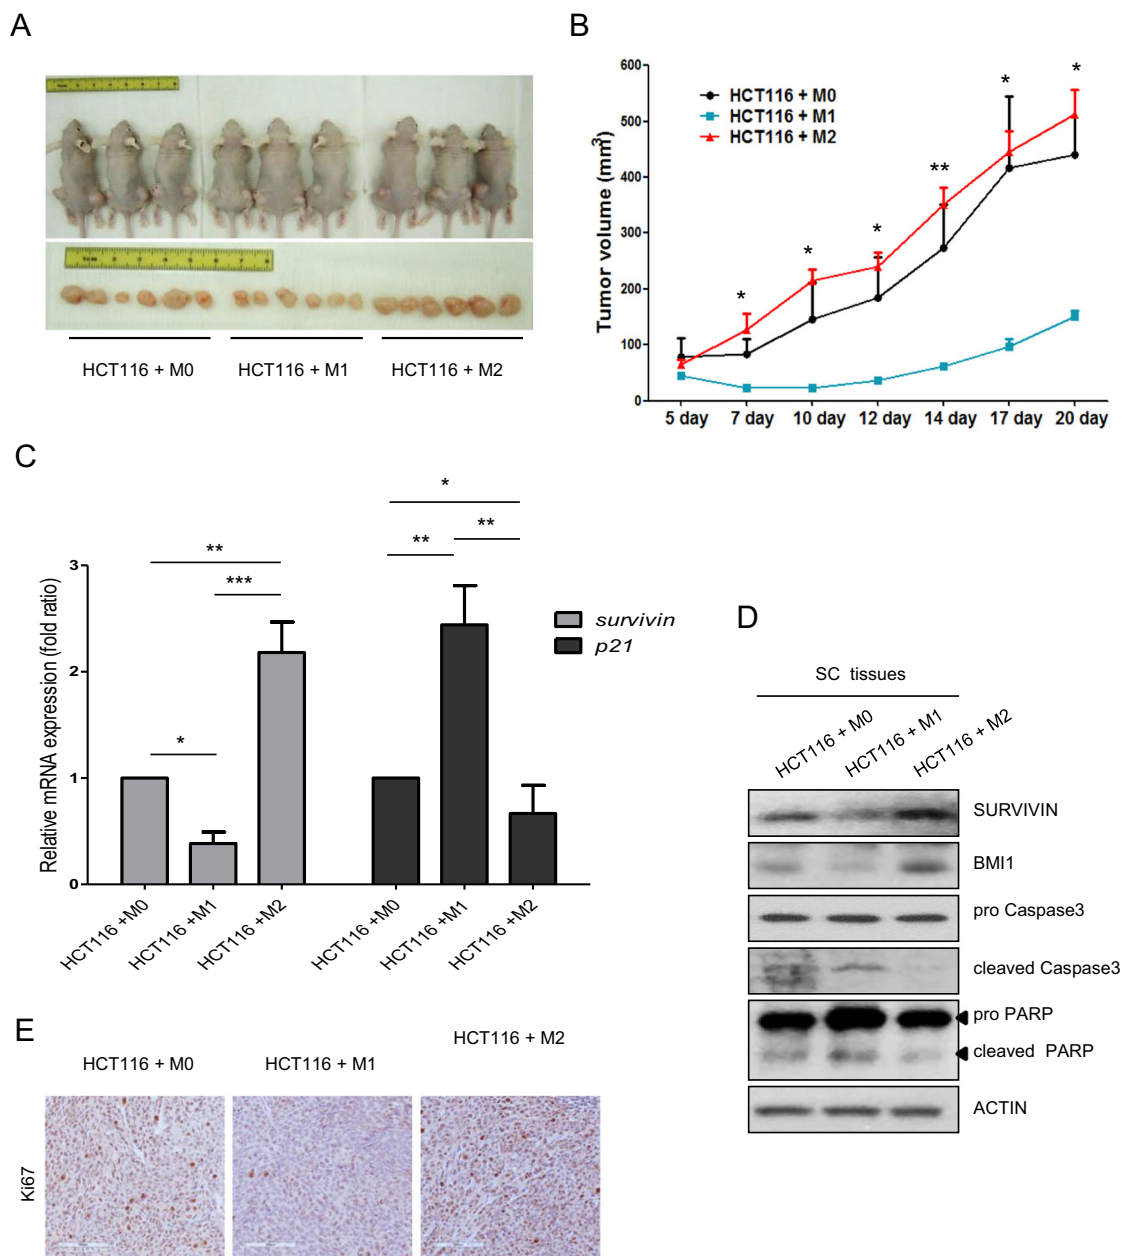 A
HCT116 + M0
HCT116 + M1
HCT116 + M2
B
Tumor volume (mm3)
600
500
400
300
200
100
0
HCT116 + M0
HCT116 + M1
HCT116 + M2
*
*
*
**
*
*
5 day 7 day 10 day 12 day 14 day 17 day 20 day
C
Relative mRNA expression (fold ratio)
3
2
1
0
**
***
*
*
**
**
survivin
p21
HCT116 +M0
HCT116 +M1
HCT116 +M2
HCT116 +M0
HCT116 +M1
HCT116 +M2
D
SC tissues
HCT116 + M0
HCT116 + M1
HCT116 + M2
SURVIVIN
BMI1
pro Caspase3
cleaved Caspase3
pro PARP
cleaved PARP
ACTIN
E
HCT116 + M0
HCT116 + M1
HCT116 + M2
Ki67